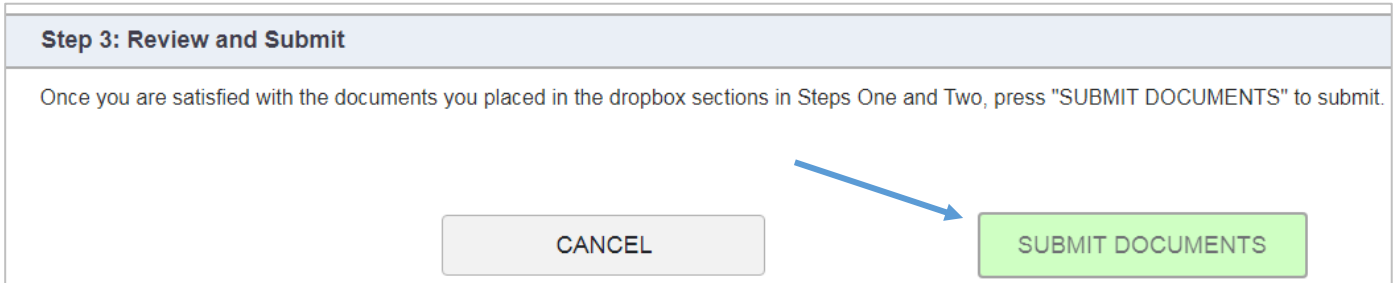 Step 3: Review and Submit
Once you are satisfied with the documents you placed in the dropbox sections in Steps One and Two, press "SUBMIT DOCUMENTS" to submit.
CANCEL
SUBMIT DOCUMENTS